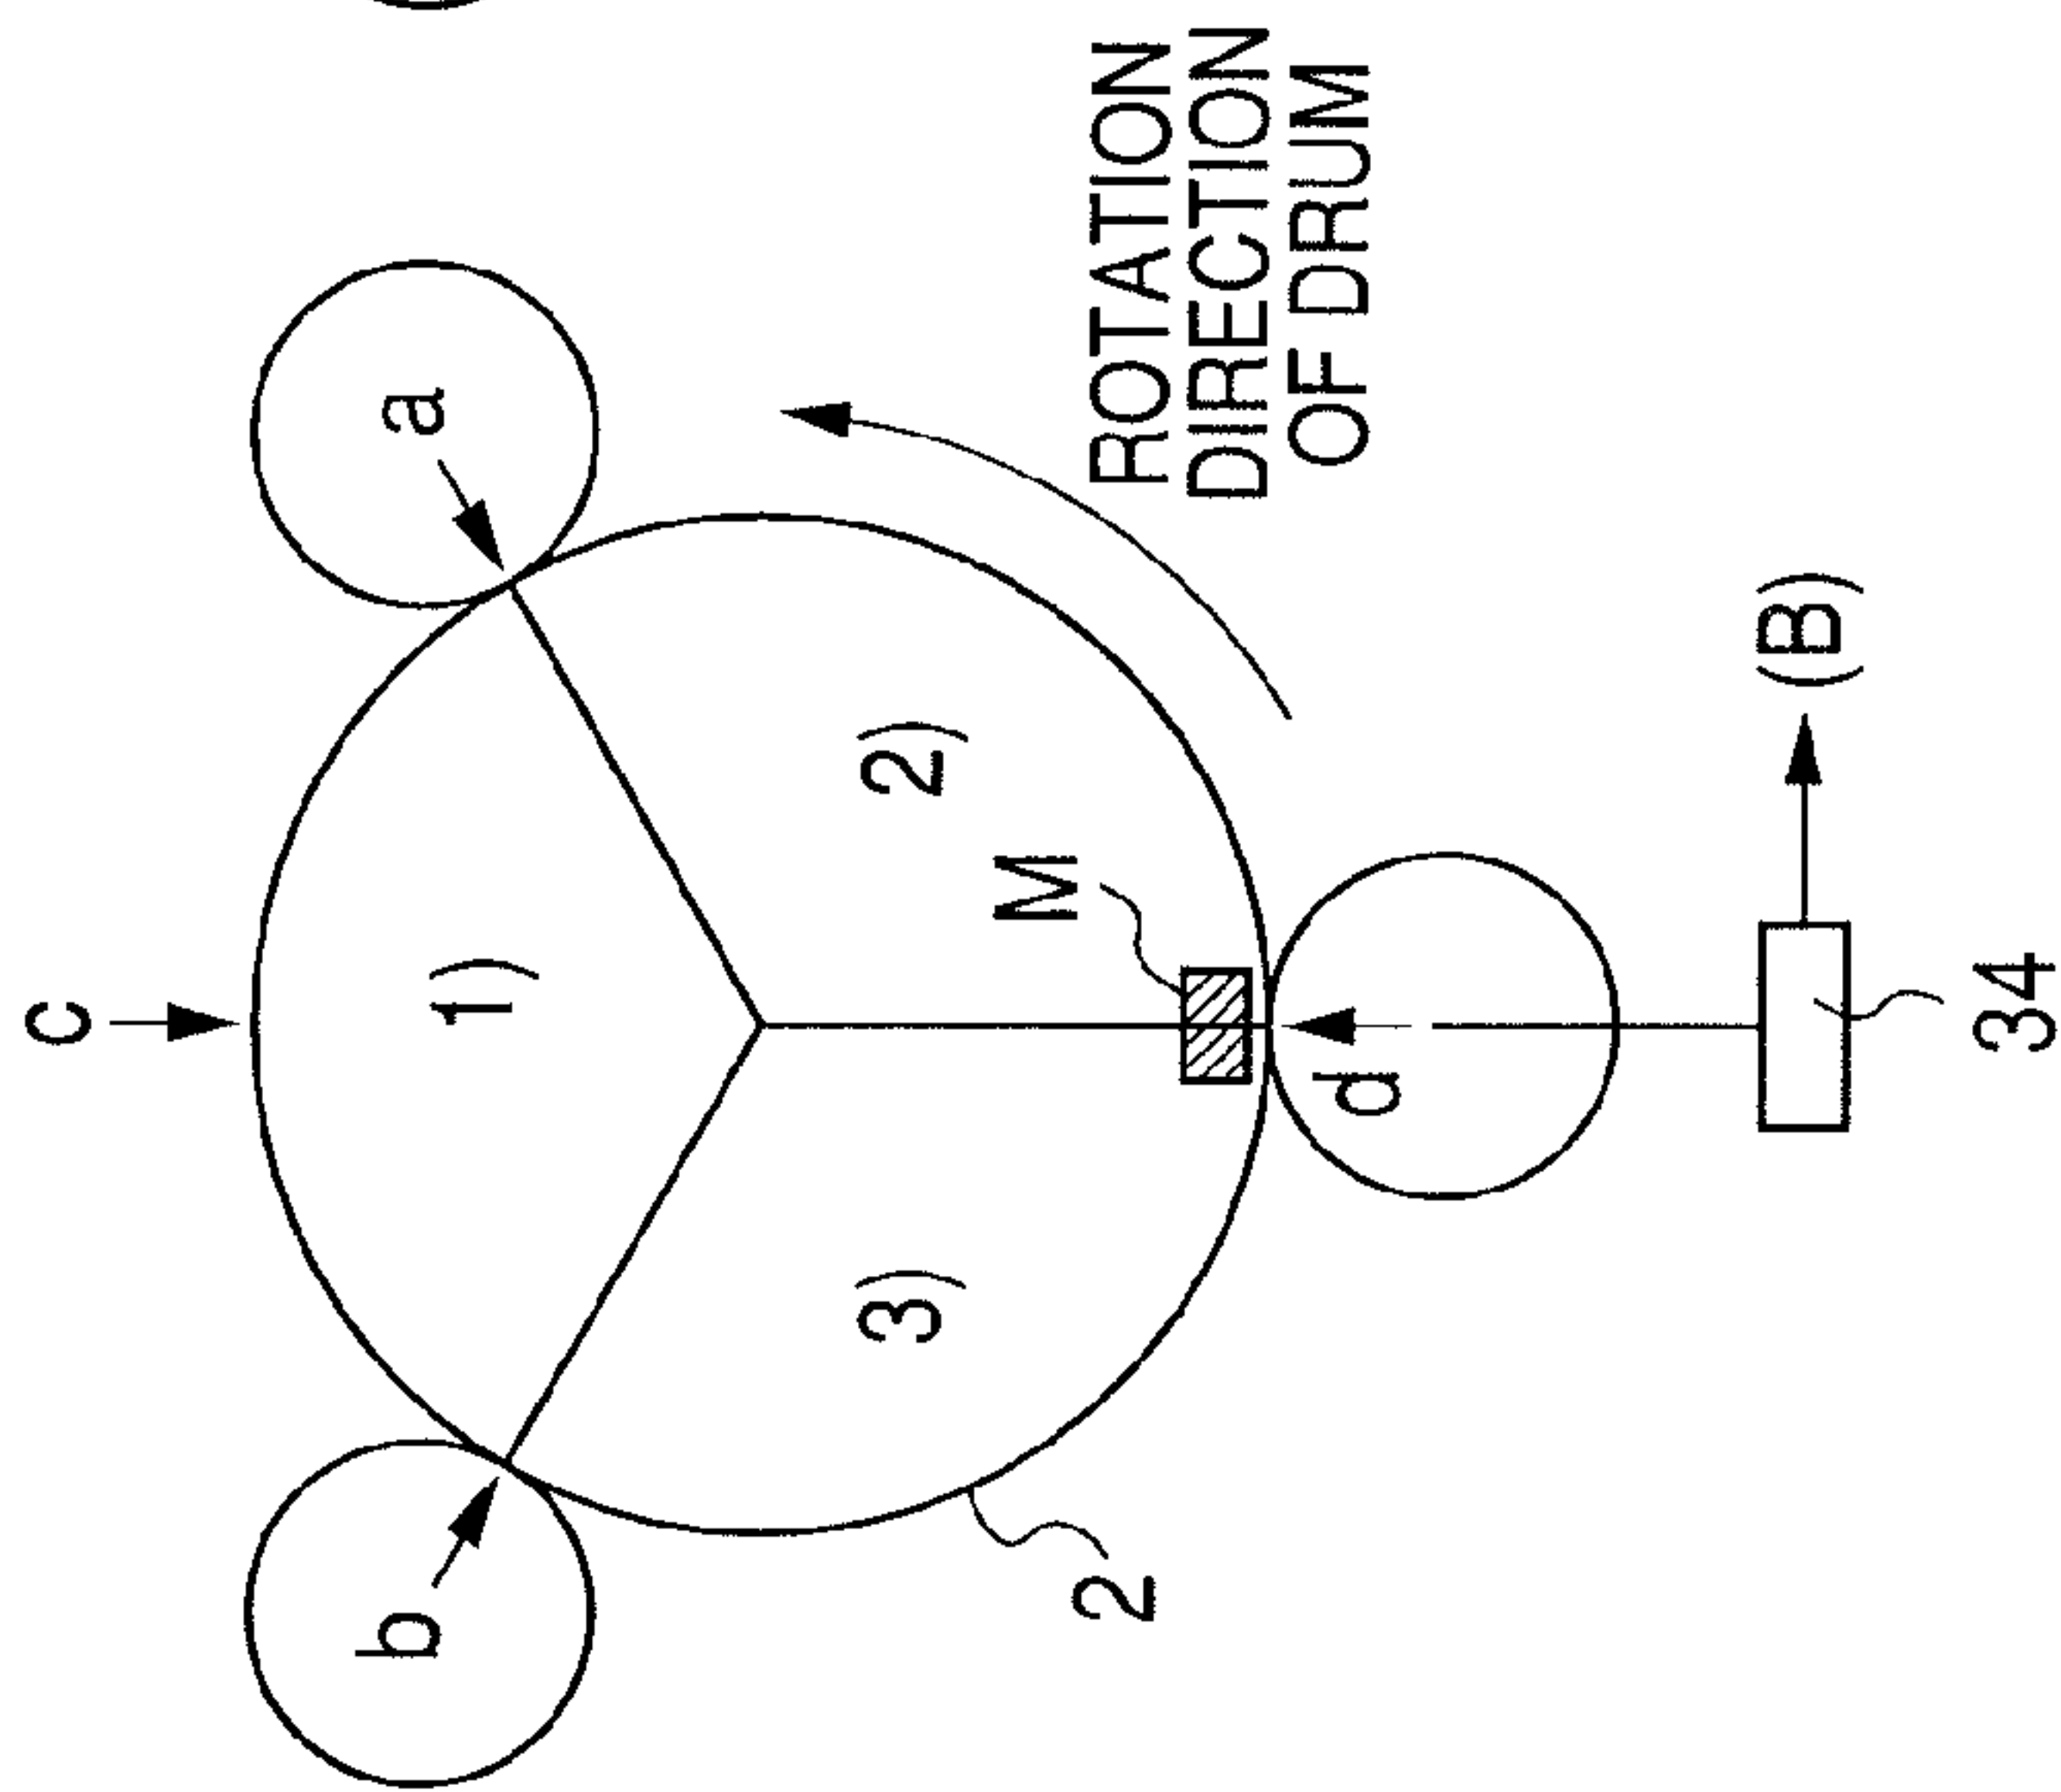 c
a
b
1)
2)
3)
M
d
2
ROTATION
DIRECTION
OF DRUM
(B)
34